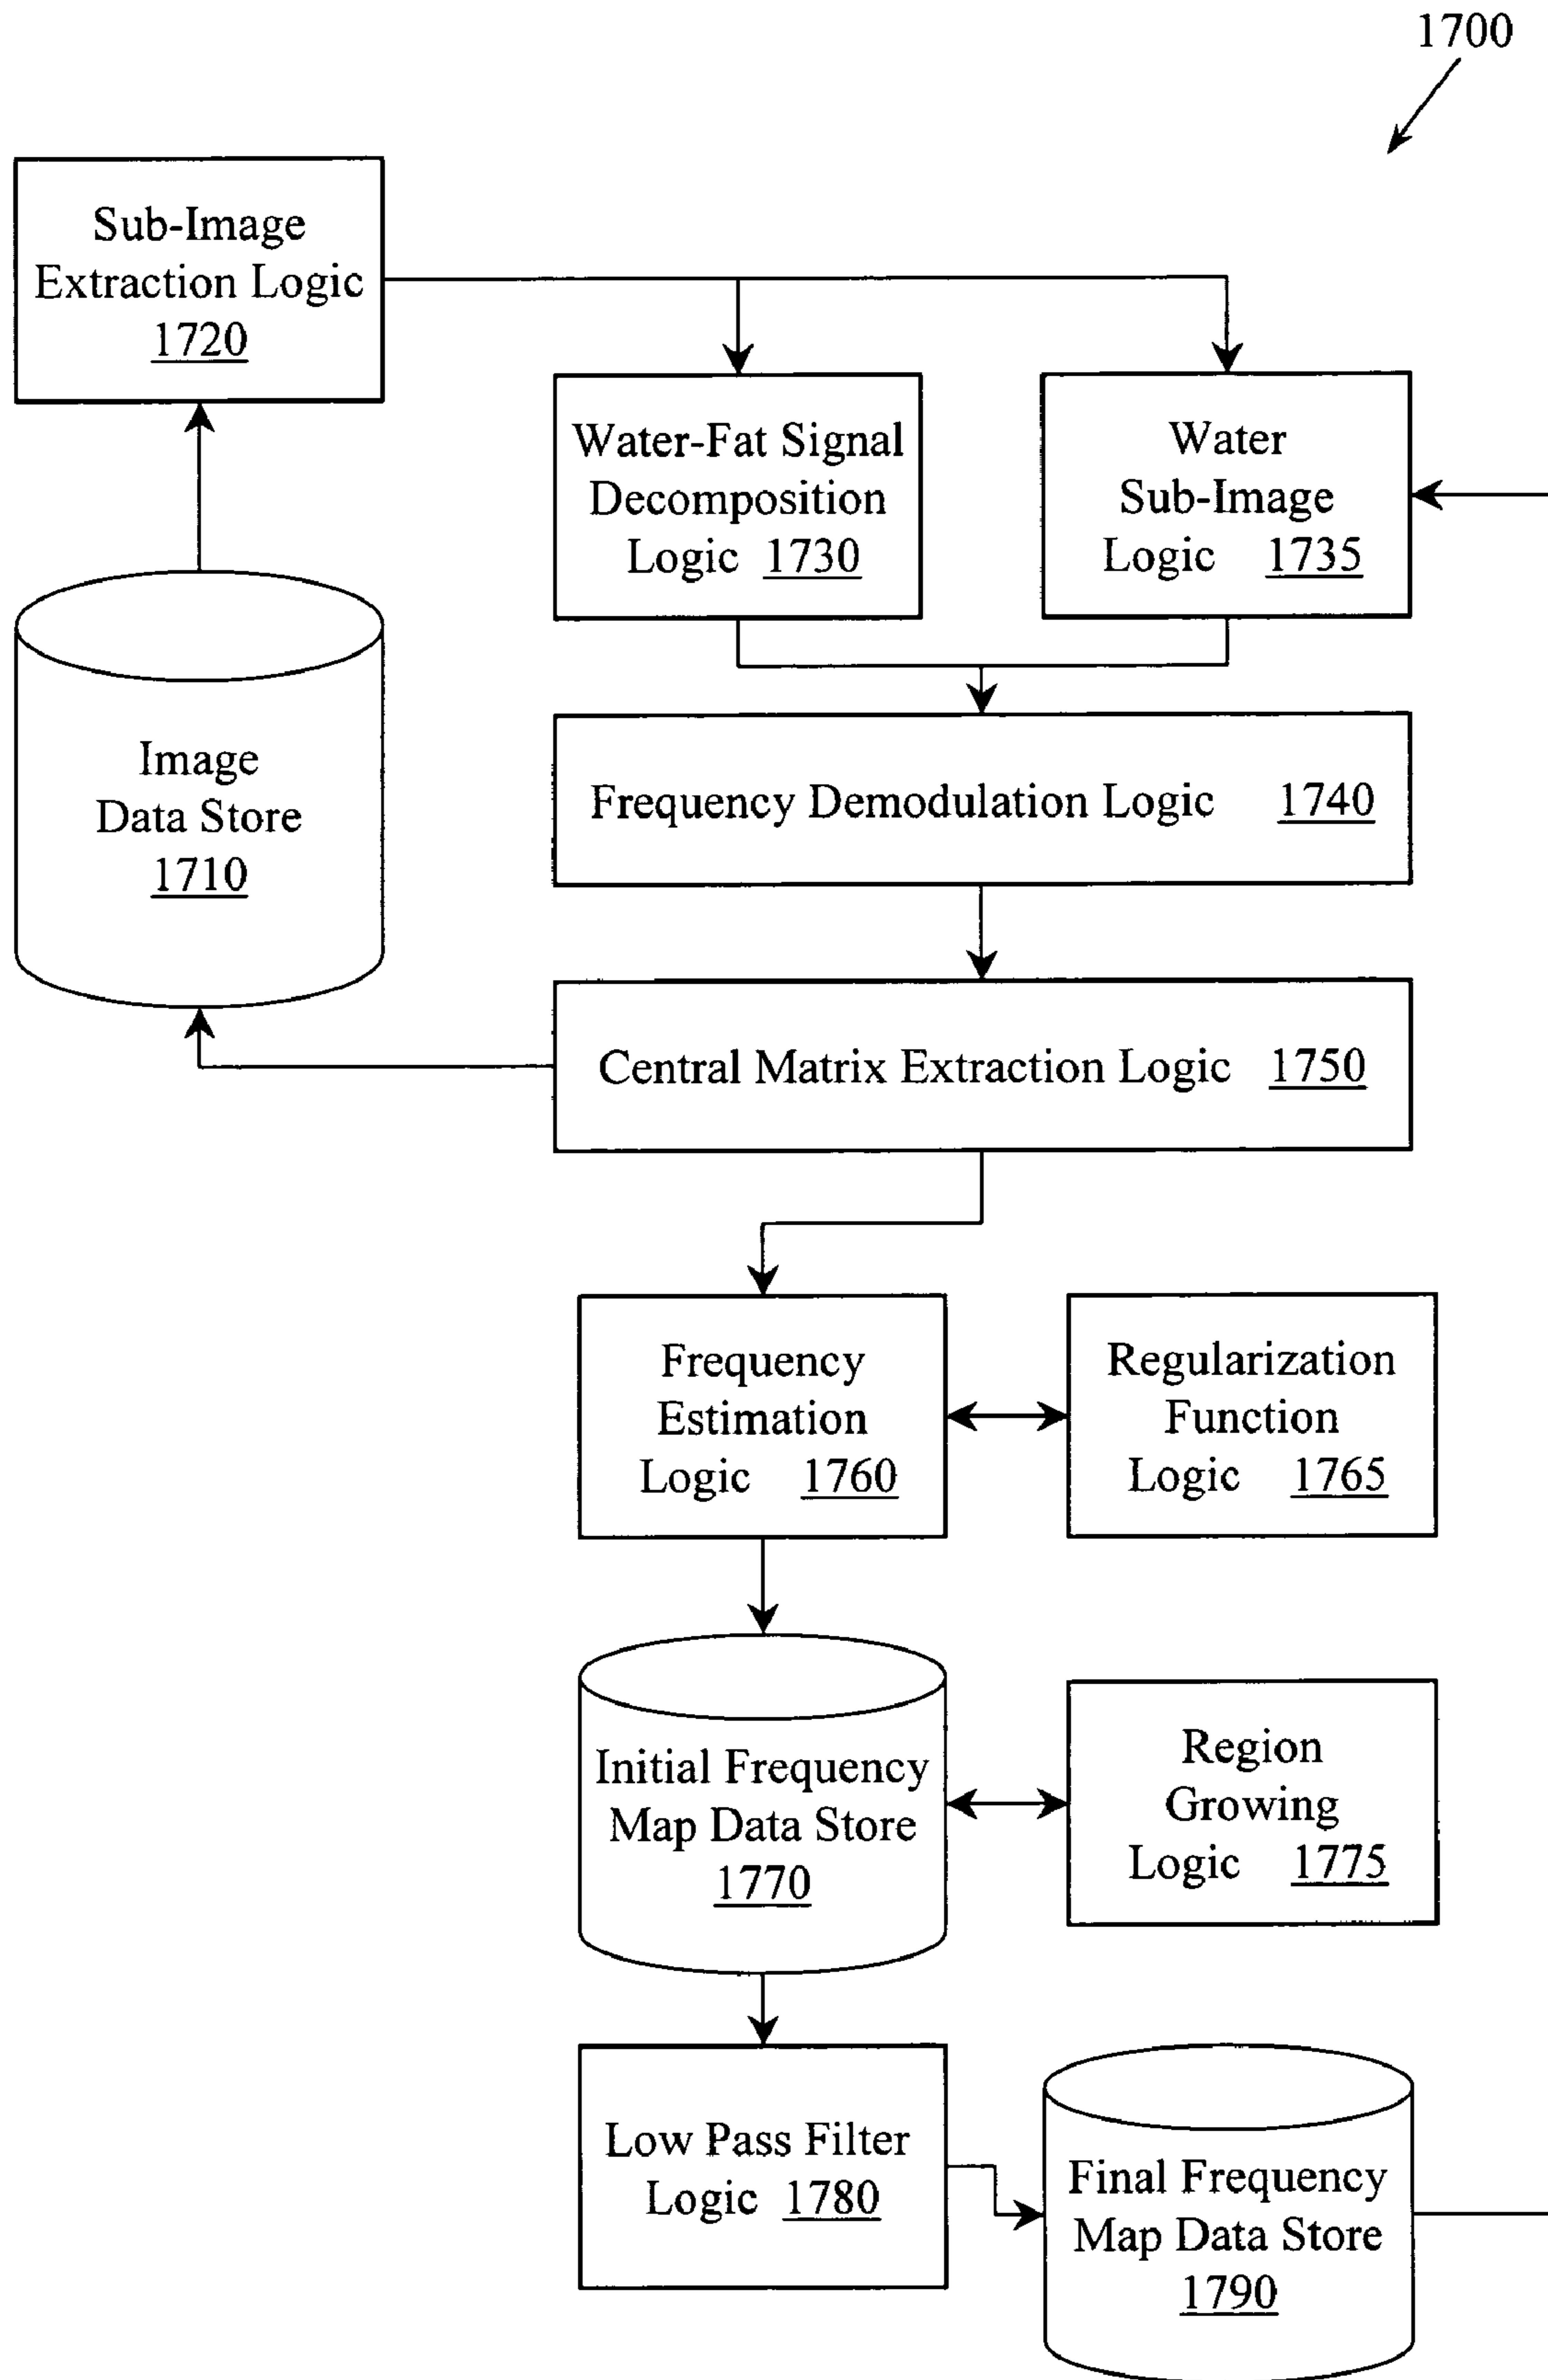 1700
Sub-Image
Extraction Logic
1720
Water-Fat Signal
Decomposition
Logic 1730
Water
Sub-Image
Logic 1735
Image
Data Store
1710
Frequency Demodulation Logic 1740
Central Matrix Extraction Logic 1750
Frequency
Estimation
Logic 1760
Regularization
Function
Logic 1765
Initial Frequency
Map Data Store
1770
Region
Growing
Logic 1775
Low Pass Filter
Logic 1780
Final Frequency
Map Data Store
1790